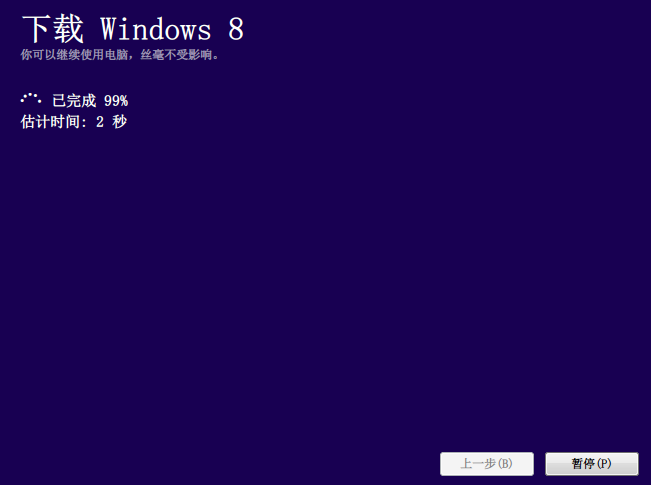 下载 Windows 8
你可以继续使用电脑，丝毫不受影响。
已完成 99%
估计时间: 2 秒
上一步(B)
暂停(P)